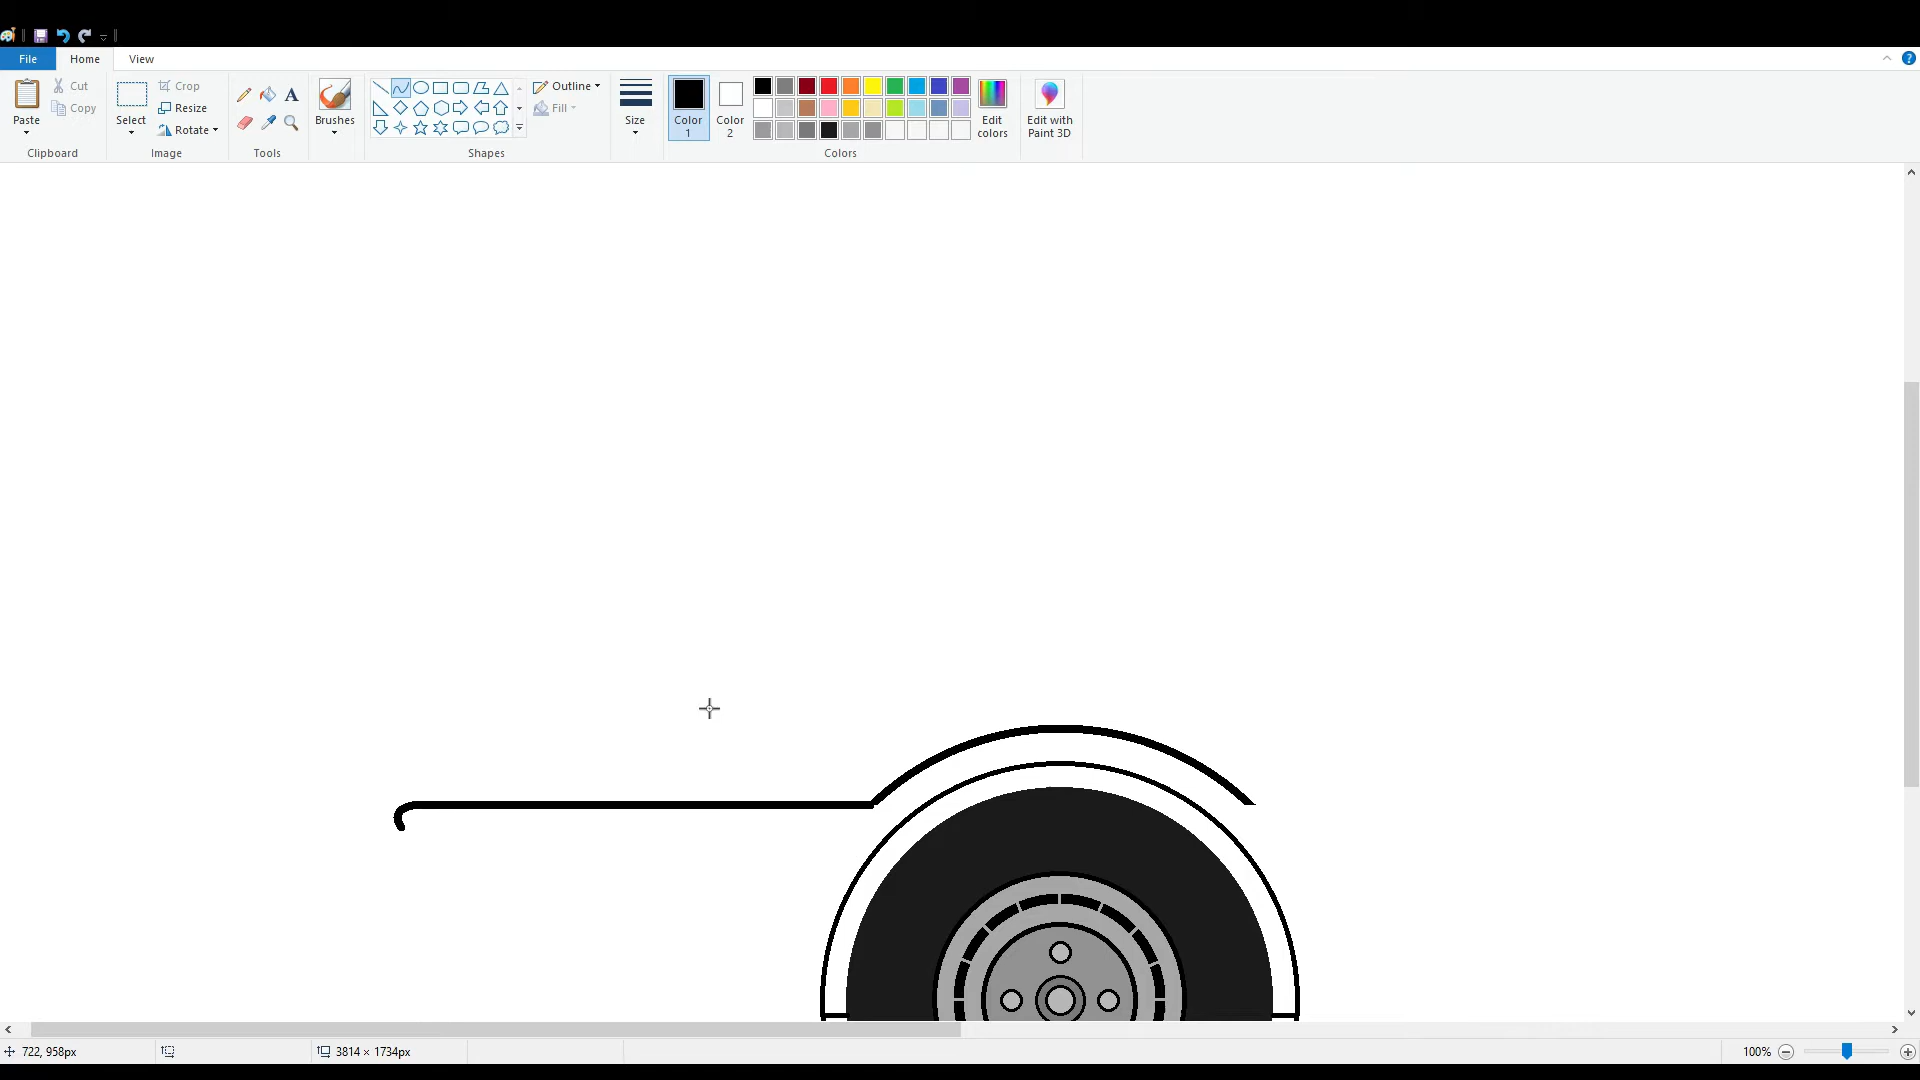 File Home View
Paste
Cut
Copy
Clipboard
Select
Crop
Resize
Rotate
Image
A
Tools
Brushes
Outline
Fill
Shapes
Size
Color
1
Color
2
Edit
colors
Colors
Edit with
Paint 3D
?
722, 958px
3814 × 1734px
100%